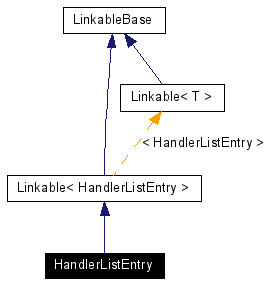 LinkableBase
Linkable< T >
< HandlerListEntry >
Linkable< HandlerListEntry >
HandlerListEntry